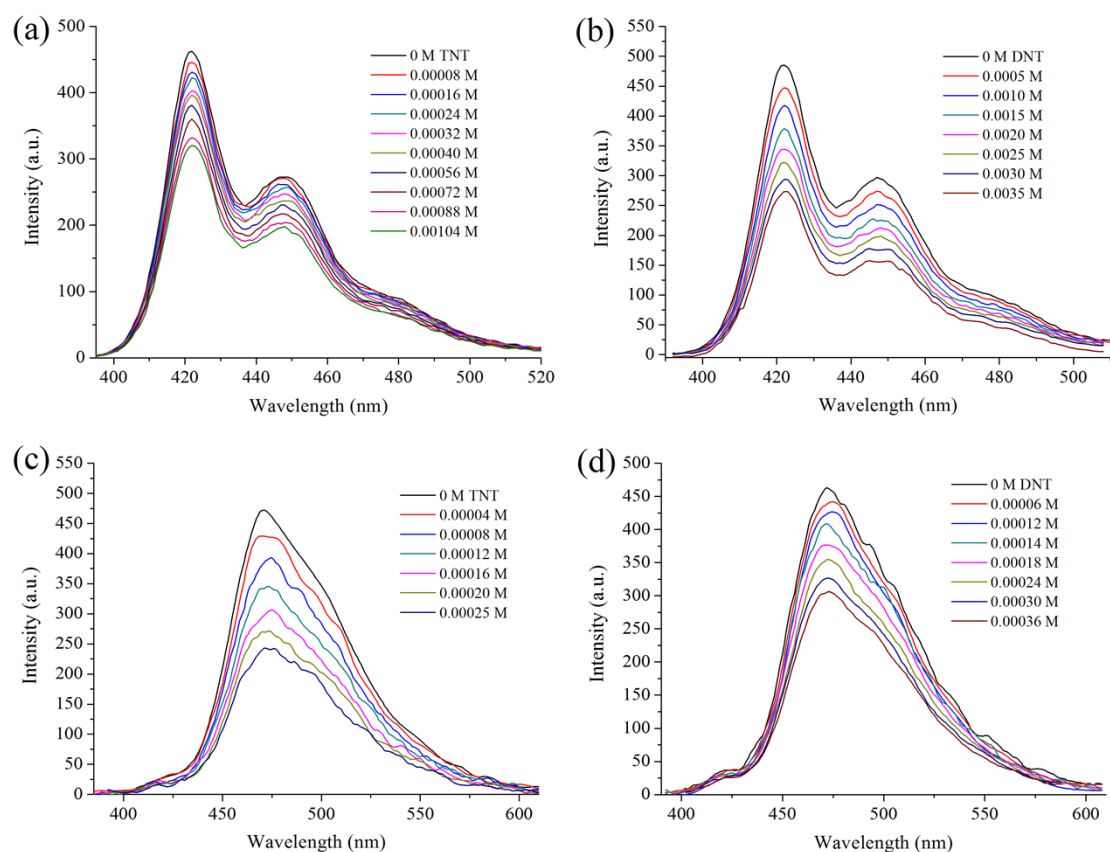 (a)
500
400
300
200
100
0
400 420 440 460 480 500 520
Intensity (a.u.)
Wavelength (nm)
0 M TNT
0.00008 M
0.00016 M
0.00024 M
0.00032 M
0.00040 M
0.00056 M
0.00072 M
0.00088 M
0.00104 M
(b)
550
500
450
400
350
300
250
200
150
100
50
0
400 420 440 460 480 500
Intensity (a.u.)
Wavelength (nm)
0 M DNT
0.0005 M
0.0010 M
0.0015 M
0.0020 M
0.0025 M
0.0030 M
0.0035 M
(c)
550
500
450
400
350
300
250
200
150
100
50
0
400 450 500 550 600
Intensity (a.u.)
Wavelength (nm)
0 M TNT
0.00004 M
0.00008 M
0.00012 M
0.00016 M
0.00020 M
0.00025 M
(d)
500
450
400
350
300
250
200
150
100
50
0
400 450 500 550 600
Intensity (a.u.)
Wavelength (nm)
0 M DNT
0.00006 M
0.00012 M
0.00014 M
0.00018 M
0.00024 M
0.00030 M
0.00036 M